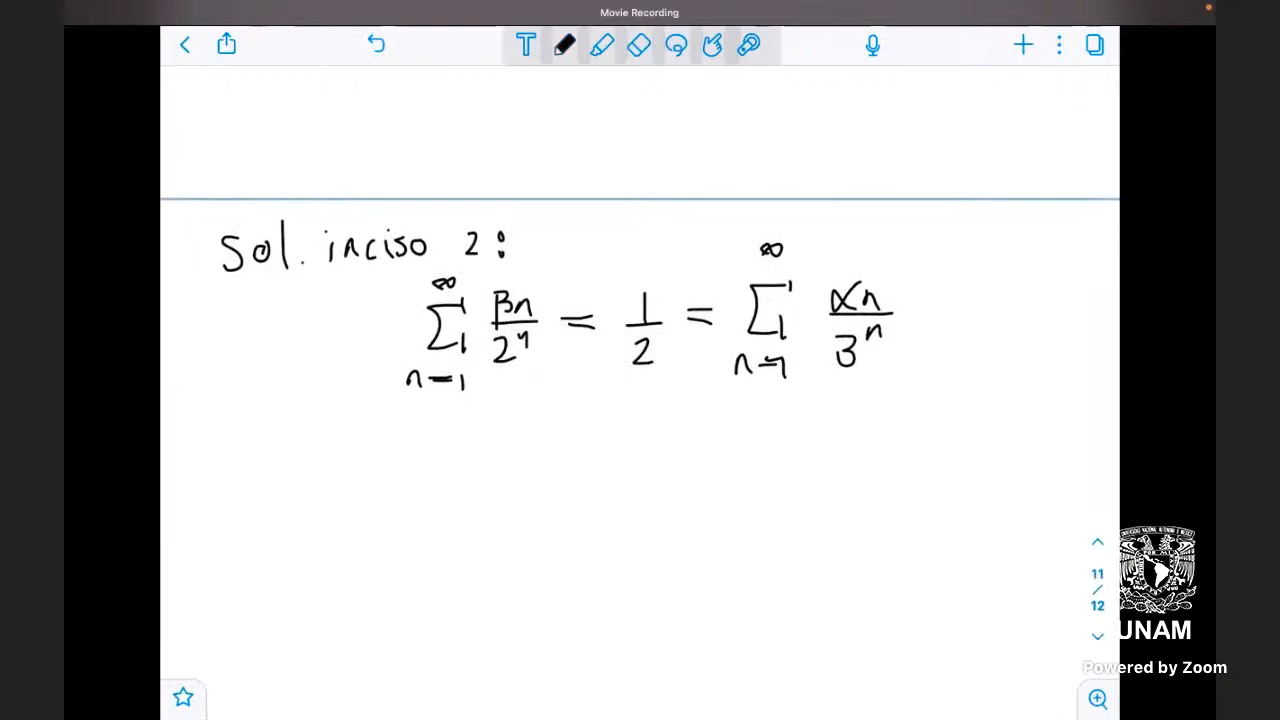 Movie Recording
Sol. inciso 2:
∑_{n=1}^{∞} βn/2^n = 1/2 = ∑_{n=1}^{∞} αn/3^n
11
/
12
UNAM
Powered by Zoom